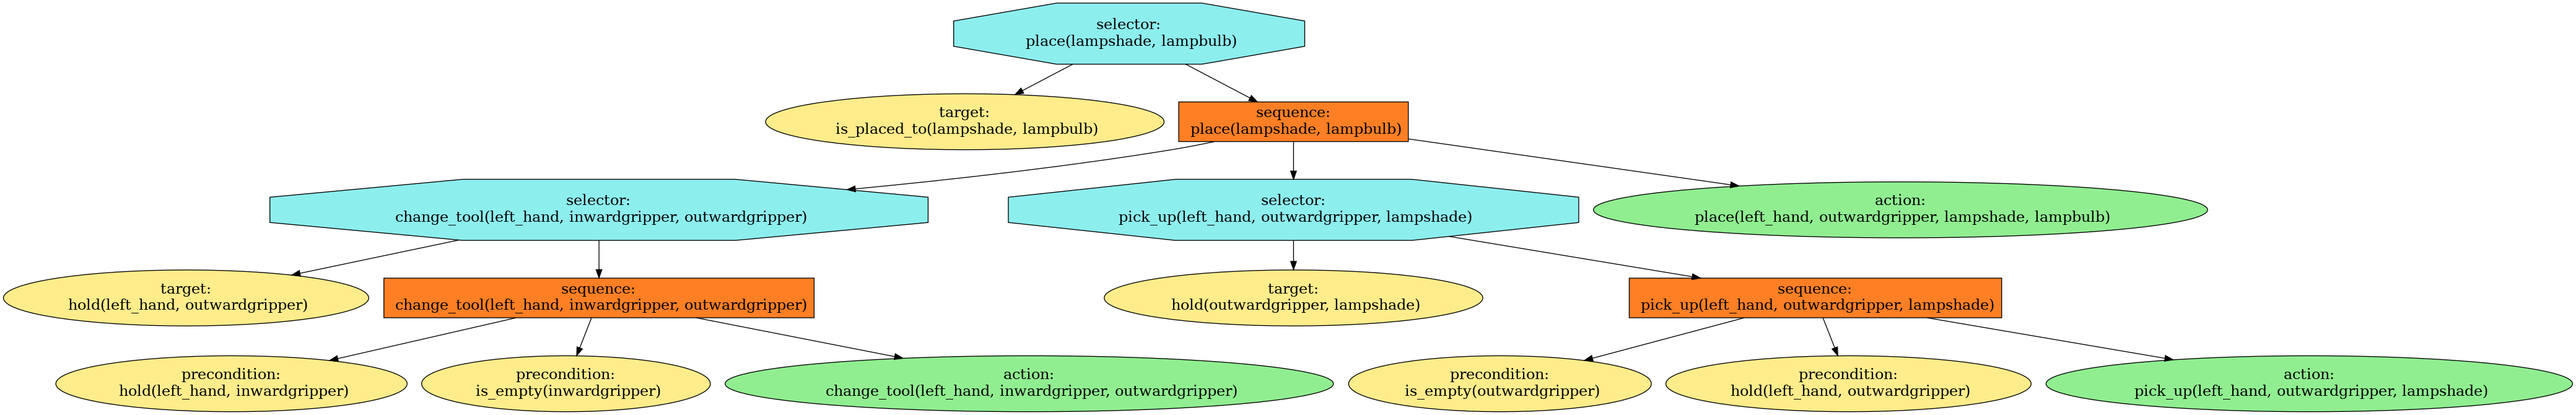 selector:
place(lampshade, lampbulb)
target:
is_placed_to(lampshade, lampbulb)
sequence:
place(lampshade, lampbulb)
selector:
change_tool(left_hand, inwardgripper, outwardgripper)
selector:
pick_up(left_hand, outwardgripper, lampshade)
action:
place(left_hand, outwardgripper, lampshade, lampbulb)
target:
hold(left_hand, outwardgripper)
sequence:
change_tool(left_hand, inwardgripper, outwardgripper)
target:
hold(outwardgripper, lampshade)
sequence:
pick_up(left_hand, outwardgripper, lampshade)
precondition:
hold(left_hand, inwardgripper)
precondition:
is_empty(inwardgripper)
action:
change_tool(left_hand, inwardgripper, outwardgripper)
precondition:
is_empty(outwardgripper)
precondition:
hold(left_hand, outwardgripper)
action:
pick_up(left_hand, outwardgripper, lampshade)